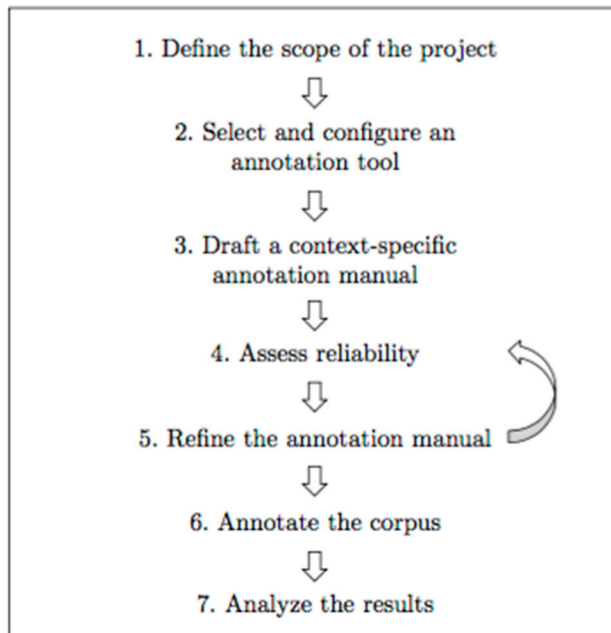 1. Define the scope of the project
2. Select and configure an
annotation tool
3. Draft a context-specific
annotation manual
4. Assess reliability
5. Refine the annotation manual
6. Annotate the corpus
7. Analyze the results